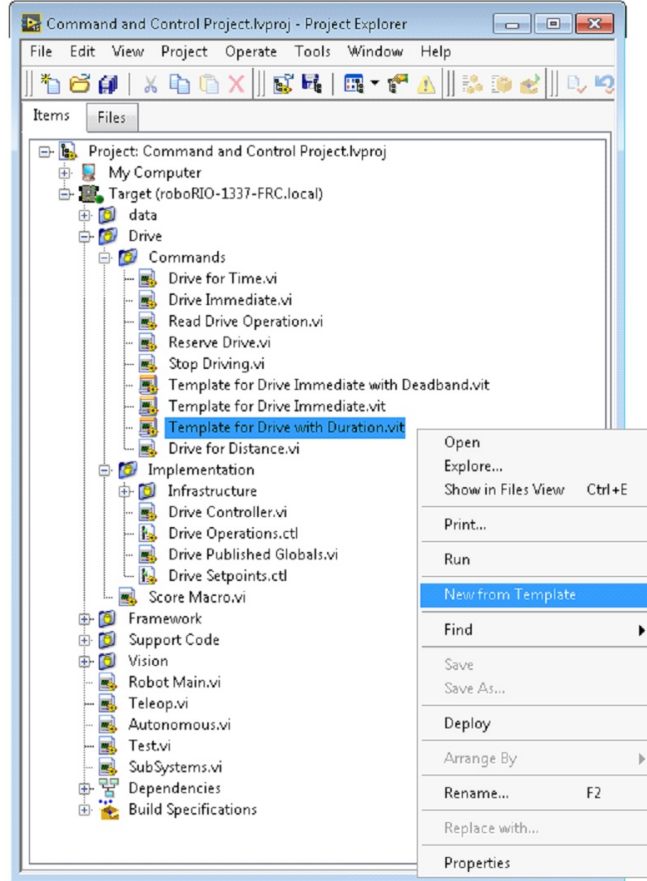 Command and Control Project.lvproj - Project Explorer
File Edit View Project Operate Tools Window Help
Items Files
Project: Command and Control Project.lvproj
My Computer
Target (roboRIO-1337-FRC.local)
data
Drive
Commands
Drive for Time.vi
Drive Immediate.vi
Read Drive Operation.vi
Reserve Drive.vi
Stop Driving.vi
Template for Drive Immediate with Deadband.vit
Template for Drive Immediate.vit
Template for Drive with Duration.vit
Drive for Distance.vi
Implementation
Infrastructure
Drive Controller.vi
Drive Operations.ctl
Drive Published Globals.vi
Drive Setpoints.ctl
Score Macro.vi
Framework
Support Code
Vision
Robot Main.vi
Teleop.vi
Autonomous.vi
Test.vi
SubSystems.vi
Dependencies
Build Specifications
Open
Explore...
Show in Files View Ctrl+E
Print...
Run
New from Template
Find
Save
Save As...
Deploy
Arrange By
Rename... F2
Replace with...
Properties